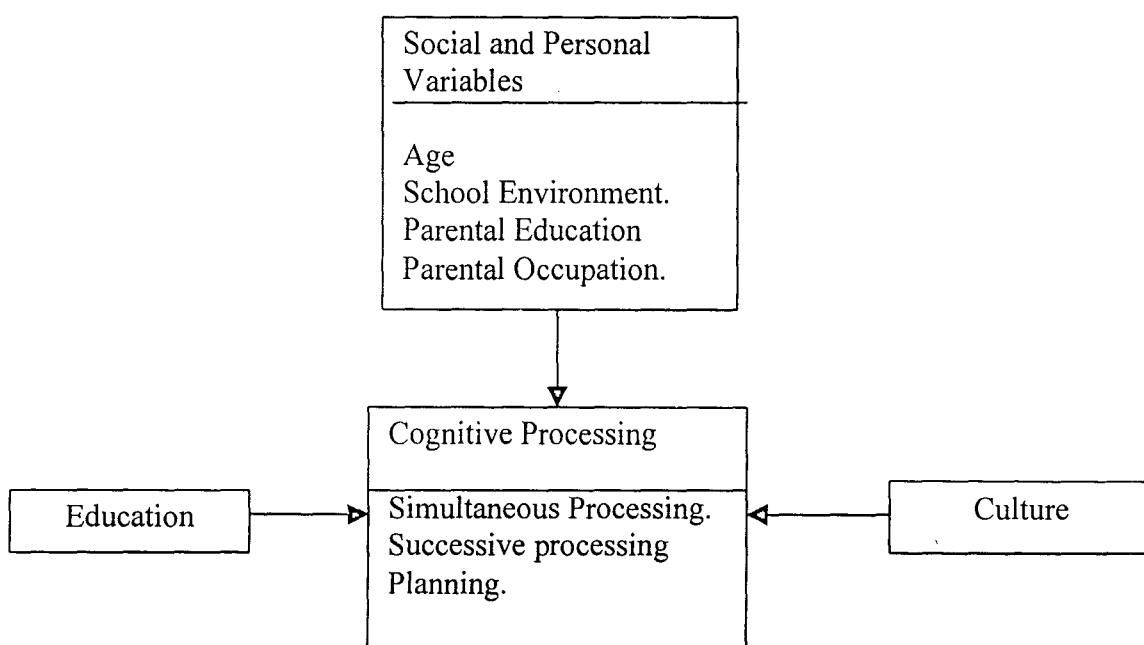 Social and Personal
Variables
Age
School Environment.
Parental Education
Parental Occupation.
Cognitive Processing
Simultaneous Processing.
Successive processing
Planning.
Education
Culture